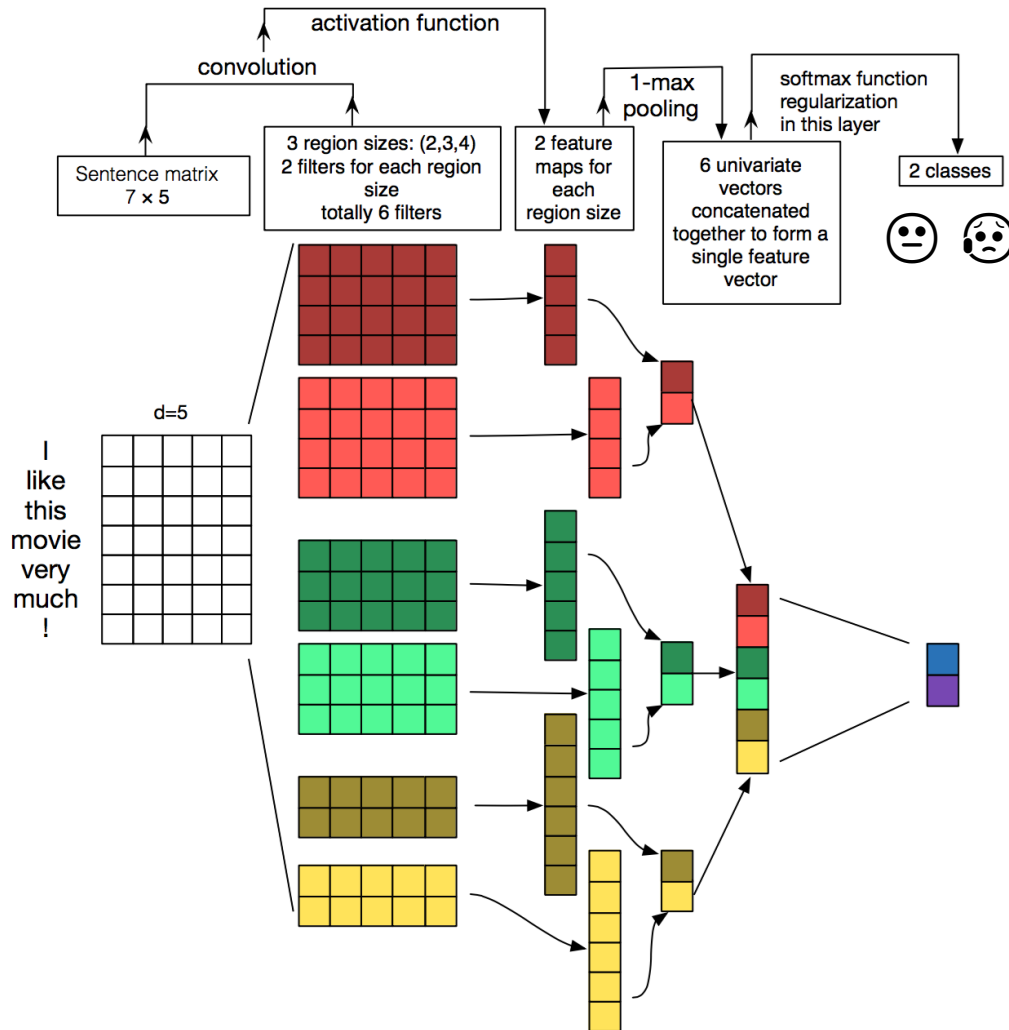 activation function
convolution
1-max
pooling
softmax function
regularization
in this layer
Sentence matrix
7 × 5
3 region sizes: (2,3,4)
2 filters for each region
size
totally 6 filters
2 feature
maps for
each
region size
6 univariate
vectors
concatenated
together to form a
single feature
vector
2 classes
d=5
I
like
this
movie
very
much
!